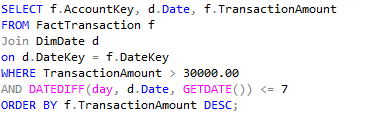 SELECT f.AccountKey, d.Date, f.TransactionAmount
FROM FactTransaction f
Join DimDate d
on d.DateKey = f.DateKey
WHERE TransactionAmount > 30000.00
AND DATEDIFF(day, d.Date, GETDATE()) <= 7
ORDER BY f.TransactionAmount DESC;